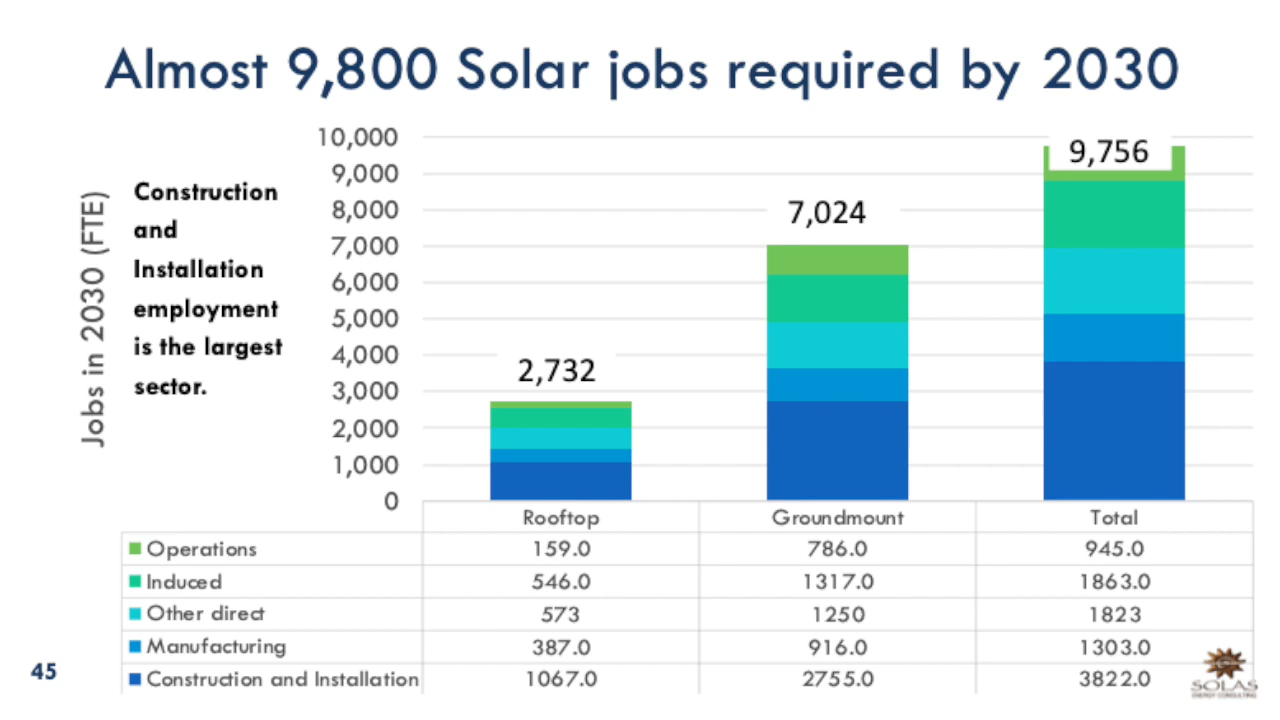 Almost 9,800 Solar jobs required by 2030
Jobs in 2030 (FTE)
Construction
and
Installation
employment
is the largest
sector.
10,000
9,000
8,000
7,000
6,000
5,000
4,000
3,000
2,000
1,000
0
2,732
7,024
9,756
Rooftop Groundmount Total
Operations 159.0 786.0 945.0
Induced 546.0 1317.0 1863.0
Other direct 573 1250 1823
Manufacturing 387.0 916.0 1303.0
Construction and Installation 1067.0 2755.0 3822.0
45
SOLAS
ENERGY CONSULTING